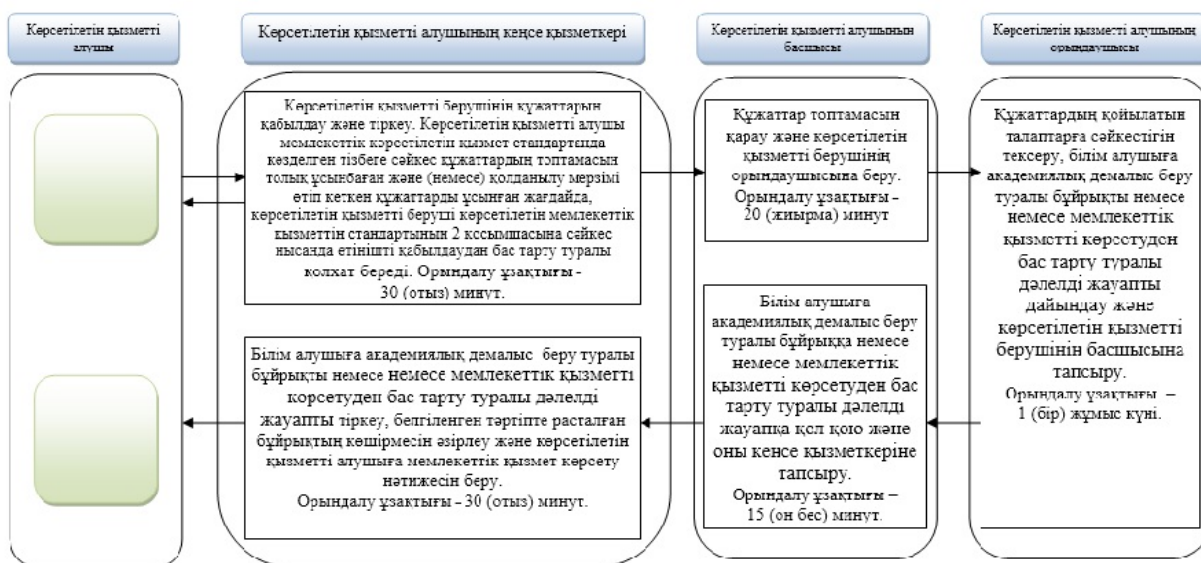 Көрсетілетін қызметті
алушы
Көрсетілетін қызметті алушының кеңсе қызметкері
Көрсетілетін қызметті алушының
басшысы
Көрсетілетін қызметті алушының
орындаушысы
Көрсетілетін қызметті берушінің құжаттарын
қабылдау және тіркеу. Көрсетілетін қызметті алушы
мемлекеттік көрсетілетін қызмет стандартында
көзделген тізбеге сәйкес құжаттардың топтамасын
толық ұсынбаған және (немесе) қолданылу мерзімі
өтіп кеткен құжаттарды ұсынған жағдайда,
көрсетілетін қызметті беруші көрсетілетін мемлекеттік
қызметтін стандартының 2 қссымшасына сәйкес
нысанда етінішті қабылдаудан бас тарту туралы
қолхат береді. Орындалу ұзақтығы -
30 (отыз) минут.
Құжаттар топтамасын
қарау және көрсетілетін
қызметті берушінің
орындаушысына беру.
Орындалу ұзақтығы -
20 (жиырма) минут
Құжаттардың қойылатын
талаптарға сәйкестігін
тексеру, білім алушыға
академиялық демалыс беру
туралы бұйрықты немесе
немесе мемлекеттік
қызметті көрсетуден
бас тарту туралы
дәлелді жауапты
дайындау және
көрсетілетін қызметті
берушінін басшысына
тапсыру.
Орындалу ұзақтығы –
1 (бір) жұмыс күні.
Білім алушыға академиялық демалыс беру туралы
бұйрықты немесе немесе мемлекеттік қызметті
көрсетуден бас тарту туралы дәлелді
жауапты тіркеу, белгіленген тәртіпте расталған
бұйрықтың көшірмесін әзірлеу және көрсетілетін
қызметті алушыға мемлекеттік қызмет көрсету
нәтижесін беру.
Орындалу ұзақтығы - 30 (отыз) минут.
Білім алушыға
академиялық демалыс беру
туралы бұйрыққа немесе
немесе мемлекеттік
қызметті көрсетуден бас
тарту туралы дәлелді
жауапқа қол қою және
оны кенсе қызметкеріне
тапсыру.
Орындалу ұзақтығы –
15 (он бес) минут.